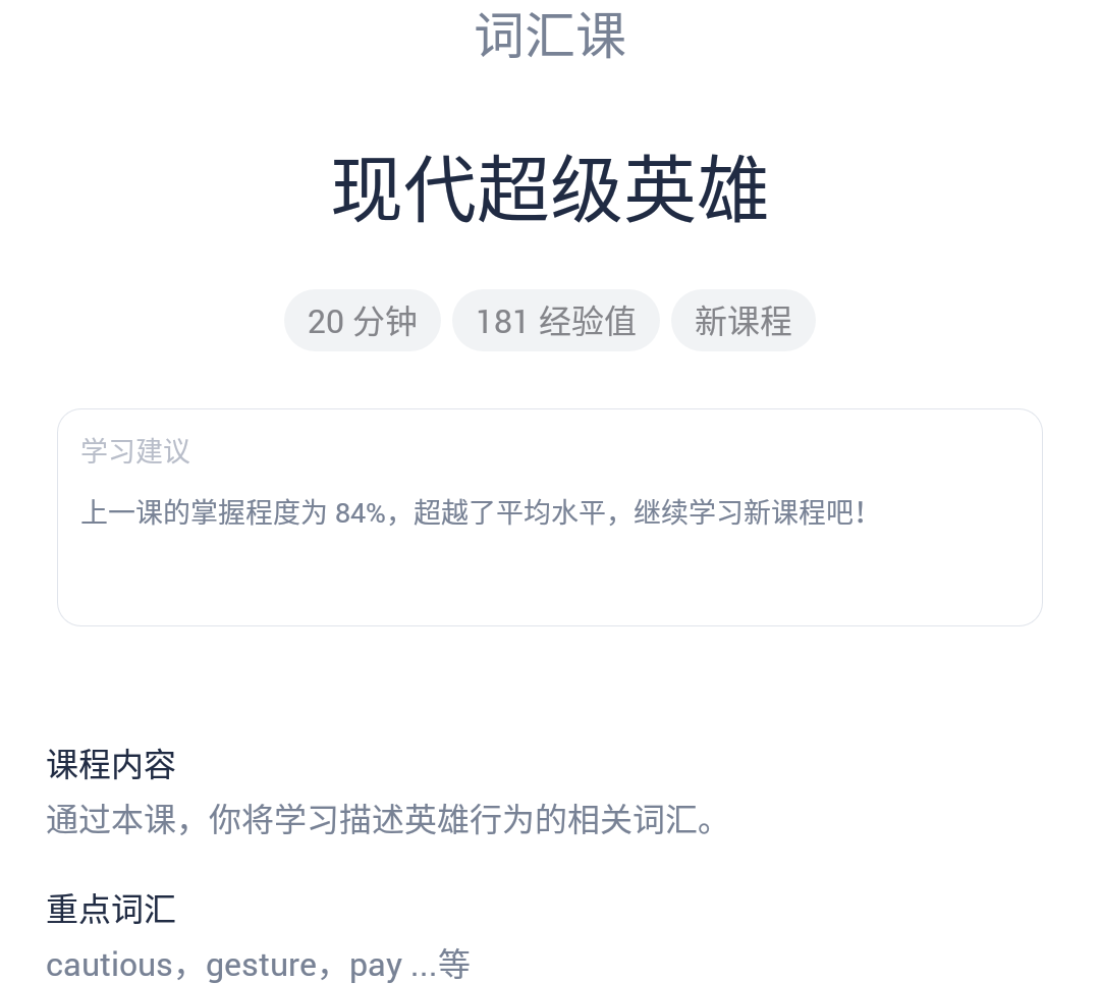 词汇课
现代超级英雄
20 分钟 181 经验值 新课程
学习建议
上一课的掌握程度为 84%，超越了平均水平，继续学习新课程吧！
课程内容
通过本课，你将学习描述英雄行为的相关词汇。
重点词汇
cautious，gesture，pay ...等